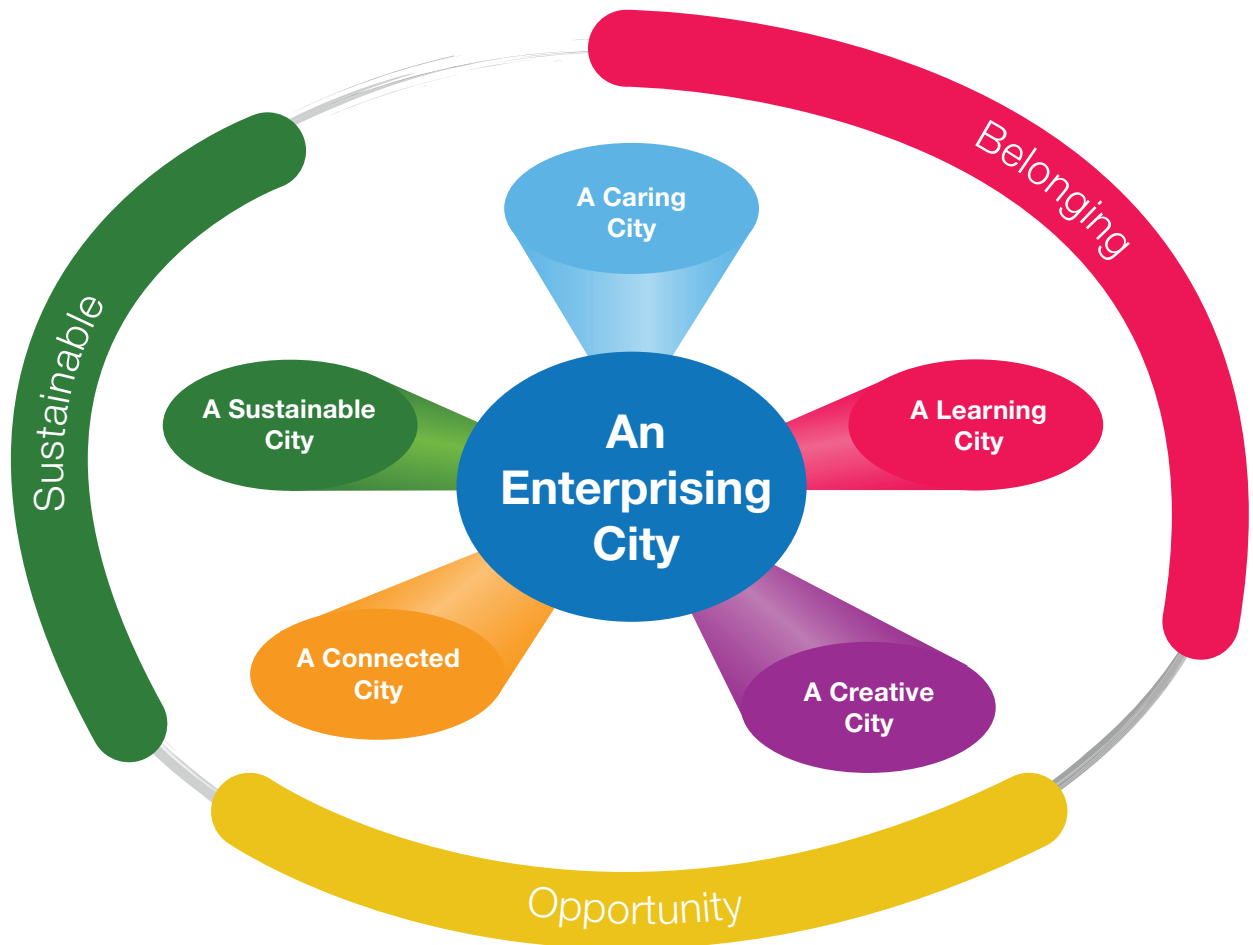 Belonging
A Caring
City
Sustainable
A Sustainable
City
A Learning
City
An
Enterprising
City
A Connected
City
A Creative
City
Opportunity